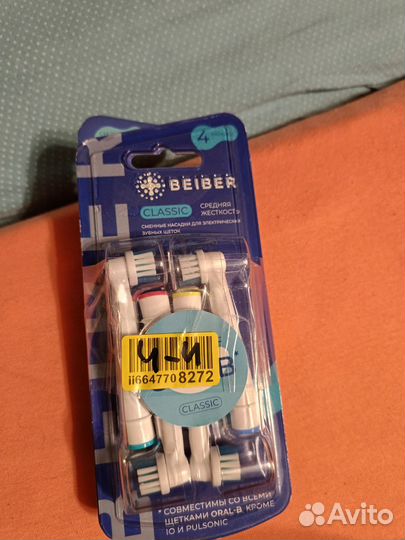 4
BEIBER
CLASSIC
СРЕДНЯЯ
ЖЕСТКОСТЬ
СМЕННЫЕ НАСАДКИ ДЛЯ ЭЛЕКТРИЧЕСКИХ
ЗУБНЫХ ЩЕТОК
Ч-И
ii6647708272
B
CLASSIC
• СОВМЕСТИМЫ СО ВСЕМИ
ЩЕТКАМИ ORAL-B, КРОМЕ
IO И PULSONIC
Avito